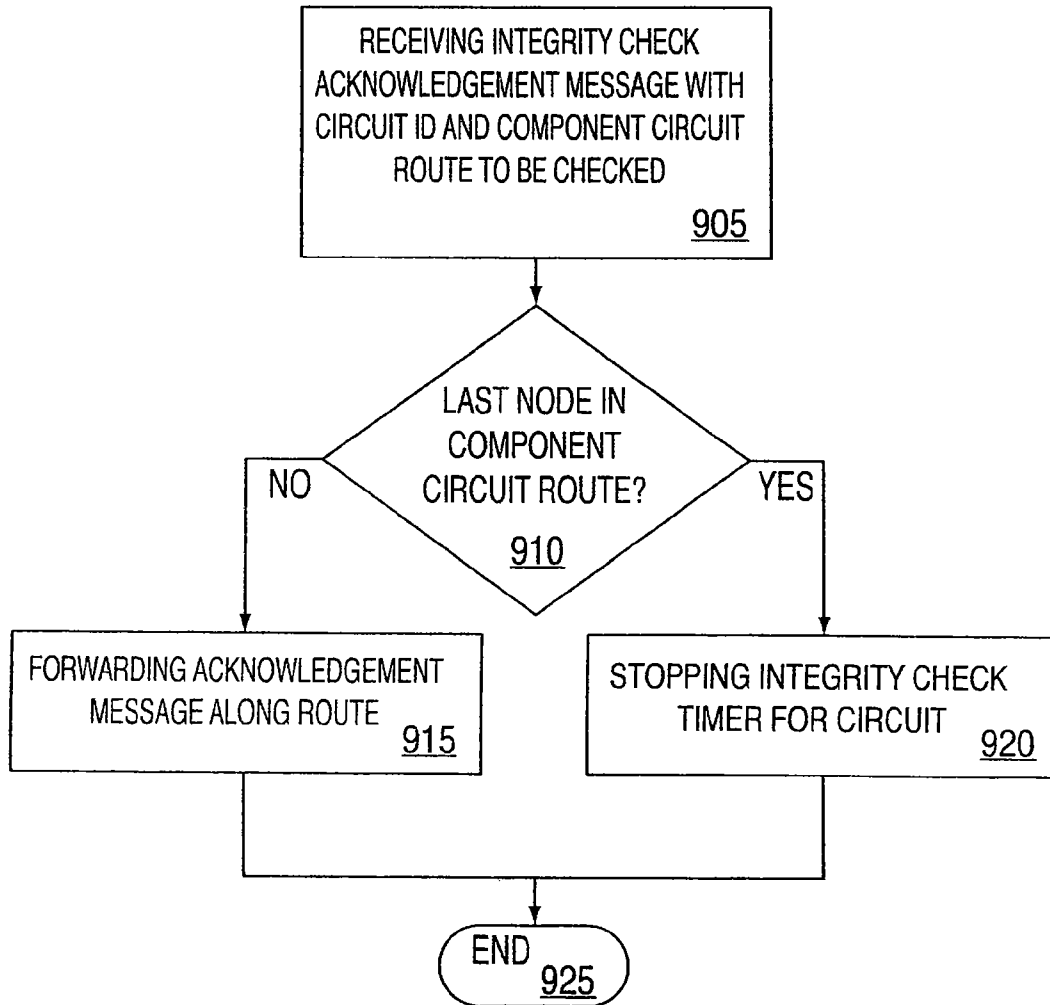 RECEIVING INTEGRITY CHECK
ACKNOWLEDGEMENT MESSAGE WITH
CIRCUIT ID AND COMPONENT CIRCUIT
ROUTE TO BE CHECKED
905
LAST NODE IN
COMPONENT
CIRCUIT ROUTE?
910
NO
YES
FORWARDING ACKNOWLEDGEMENT
MESSAGE ALONG ROUTE
915
STOPPING INTEGRITY CHECK
TIMER FOR CIRCUIT
920
END
925